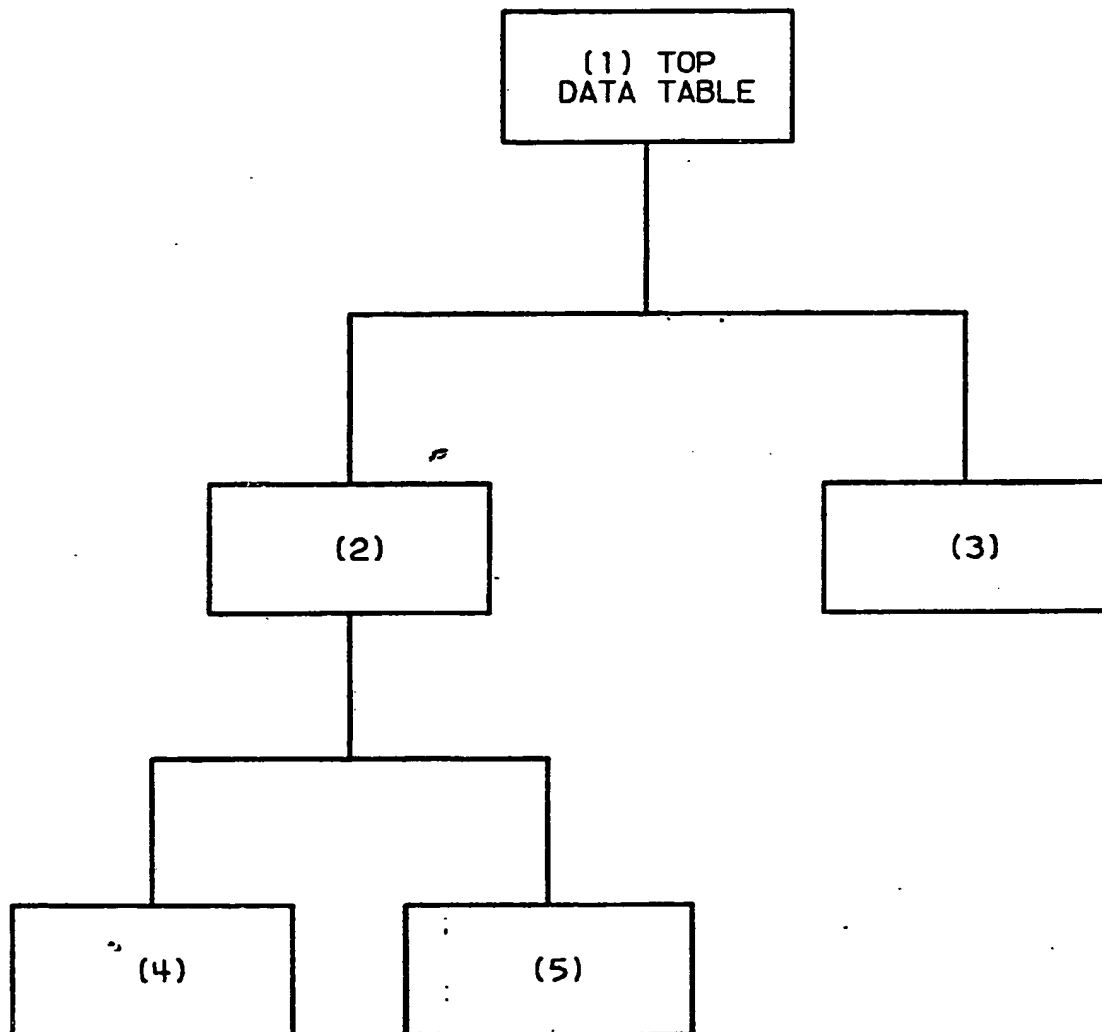 (1) TOP
DATA TABLE
(2)
(3)
(4)
(5)